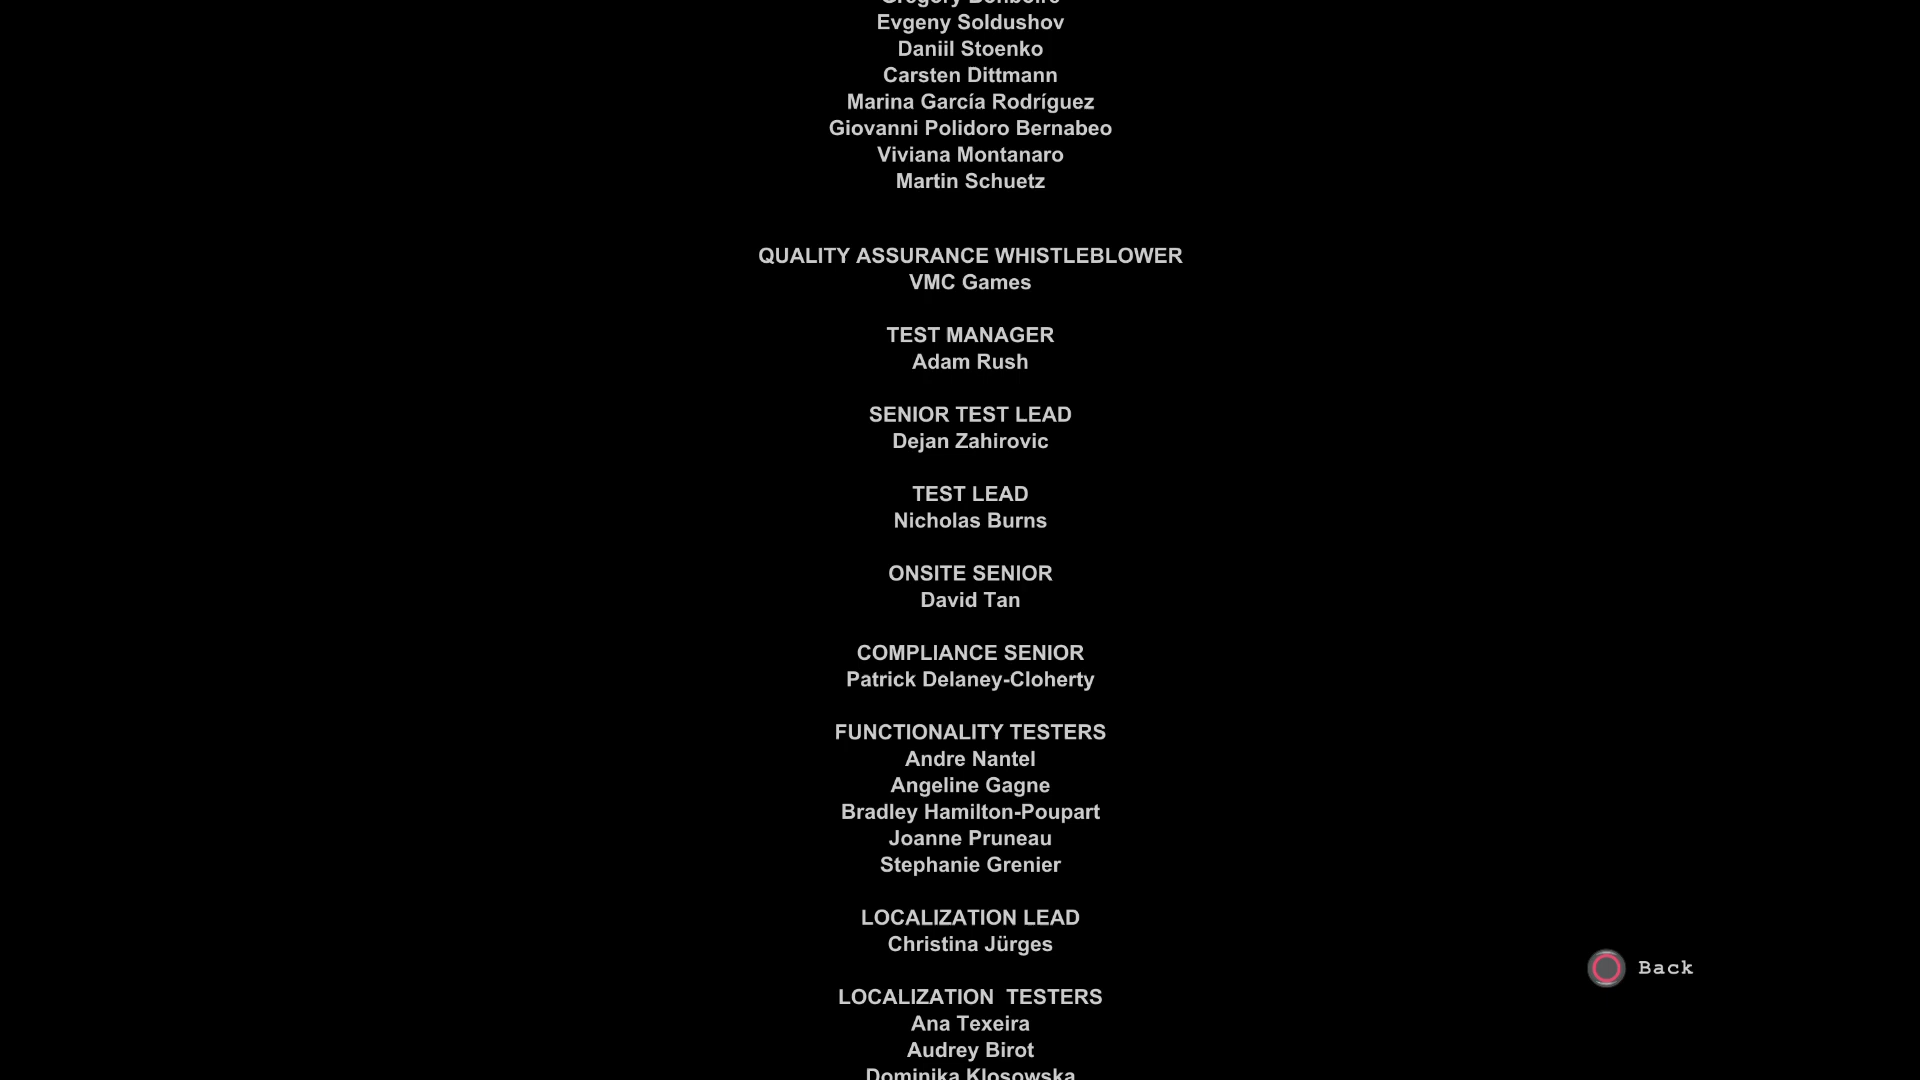 Evgeny Soldushov
Daniil Stoenko
Carsten Dittmann
Marina García Rodríguez
Giovanni Polidoro Bernabeo
Viviana Montanaro
Martin Schuetz
QUALITY ASSURANCE WHISTLEBLOWER
VMC Games
TEST MANAGER
Adam Rush
SENIOR TEST LEAD
Dejan Zahirovic
TEST LEAD
Nicholas Burns
ONSITE SENIOR
David Tan
COMPLIANCE SENIOR
Patrick Delaney-Cloherty
FUNCTIONALITY TESTERS
Andre Nantel
Angeline Gagne
Bradley Hamilton-Poupart
Joanne Pruneau
Stephanie Grenier
LOCALIZATION LEAD
Christina Jürges
Back
LOCALIZATION  TESTERS
Ana Texeira
Audrey Birot
Dominika Klosowska